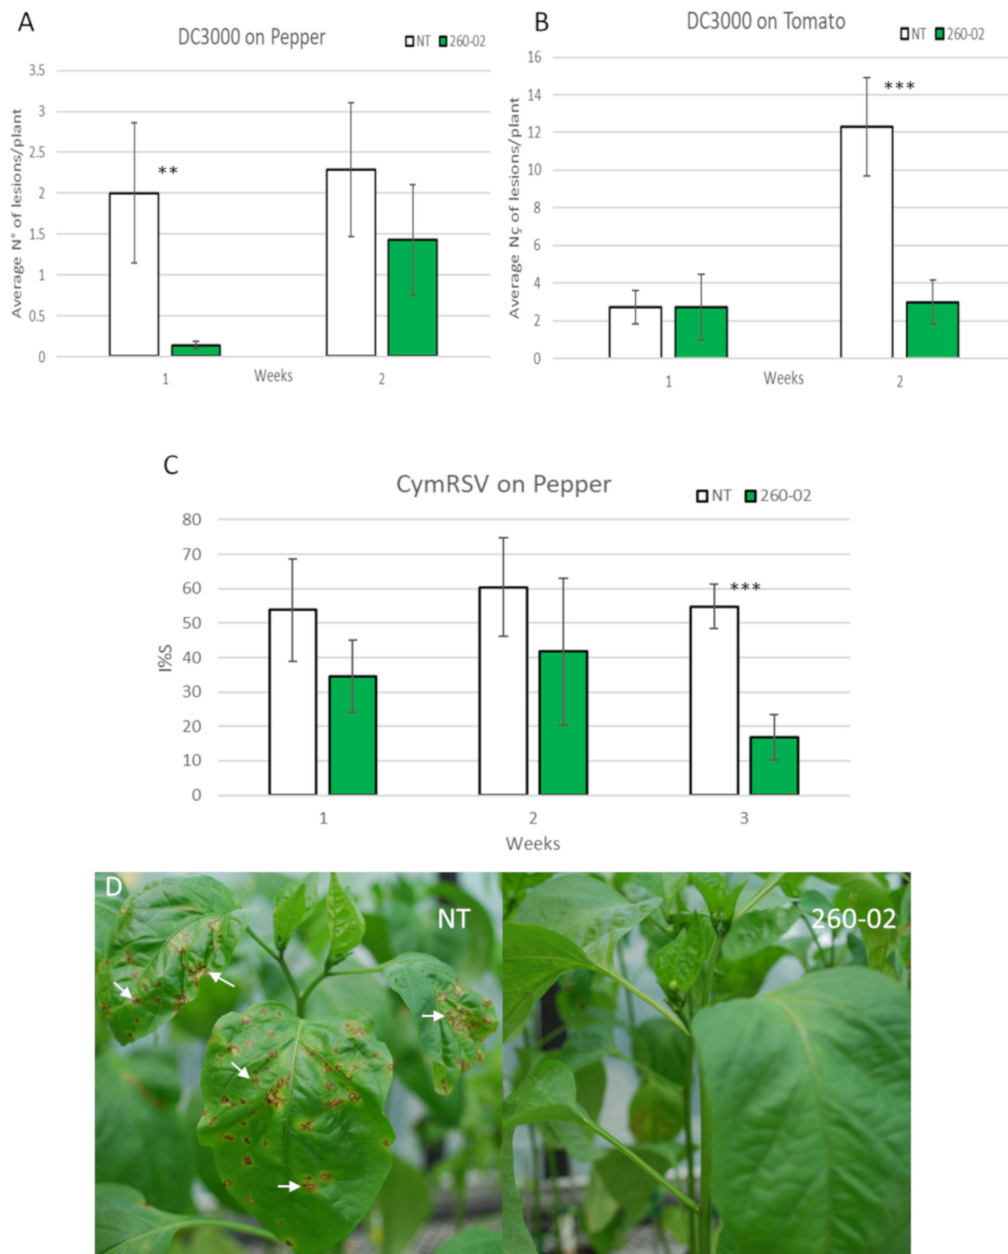 A
DC3000 on Pepper
NT 260-02
Average N° of lesions/plant
3.5
3
2.5
2
1.5
1
0.5
0
**
1 Weeks 2
B
DC3000 on Tomato
NT 260-02
Average Nç of lesions/plant
16
14
12
10
8
6
4
2
0
***
1 Weeks 2
C
CymRSV on Pepper
NT 260-02
I%S
80
70
60
50
40
30
20
10
0
***
1 2 3
Weeks
D
NT
260-02